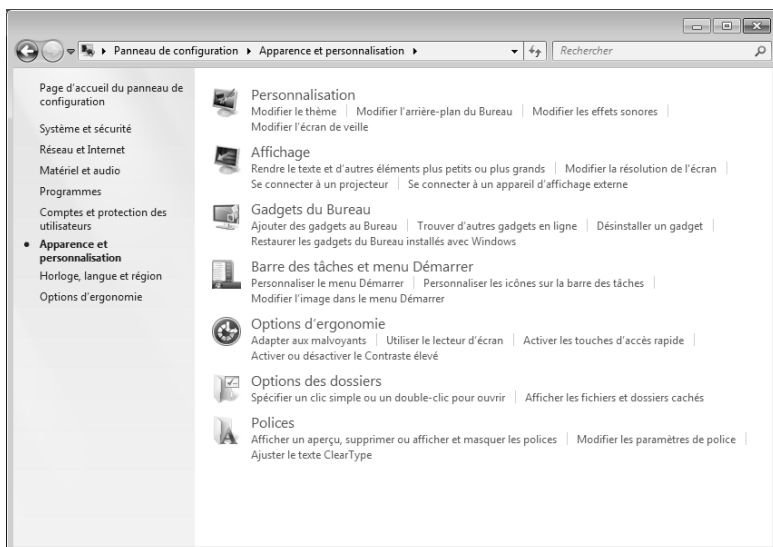 Panneau de configuration ▸ Apparence et personnalisation ▸ Rechercher
Page d'accueil du panneau de
configuration
Système et sécurité
Réseau et Internet
Matériel et audio
Programmes
Comptes et protection des
utilisateurs
Apparence et
personnalisation
Horloge, langue et région
Options d'ergonomie
Personnalisation
Modifier le thème | Modifier l'arrière-plan du Bureau | Modifier les effets sonores |
Modifier l'écran de veille
Affichage
Rendre le texte et d'autres éléments plus petits ou plus grands | Modifier la résolution de l'écran |
Se connecter à un projecteur | Se connecter à un appareil d'affichage externe
Gadgets du Bureau
Ajouter des gadgets au Bureau | Trouver d'autres gadgets en ligne | Désinstaller un gadget |
Restaurer les gadgets du Bureau installés avec Windows
Barre des tâches et menu Démarrer
Personnaliser le menu Démarrer | Personnaliser les icônes sur la barre des tâches |
Modifier l'image dans le menu Démarrer
Options d'ergonomie
Adapter aux malvoyants | Utiliser le lecteur d'écran | Activer les touches d'accès rapide |
Activer ou désactiver le Contraste élevé
Options des dossiers
Spécifier un clic simple ou un double-clic pour ouvrir | Afficher les fichiers et dossiers cachés
Polices
Afficher un aperçu, supprimer ou afficher et masquer les polices | Modifier les paramètres de police |
Ajuster le texte ClearType